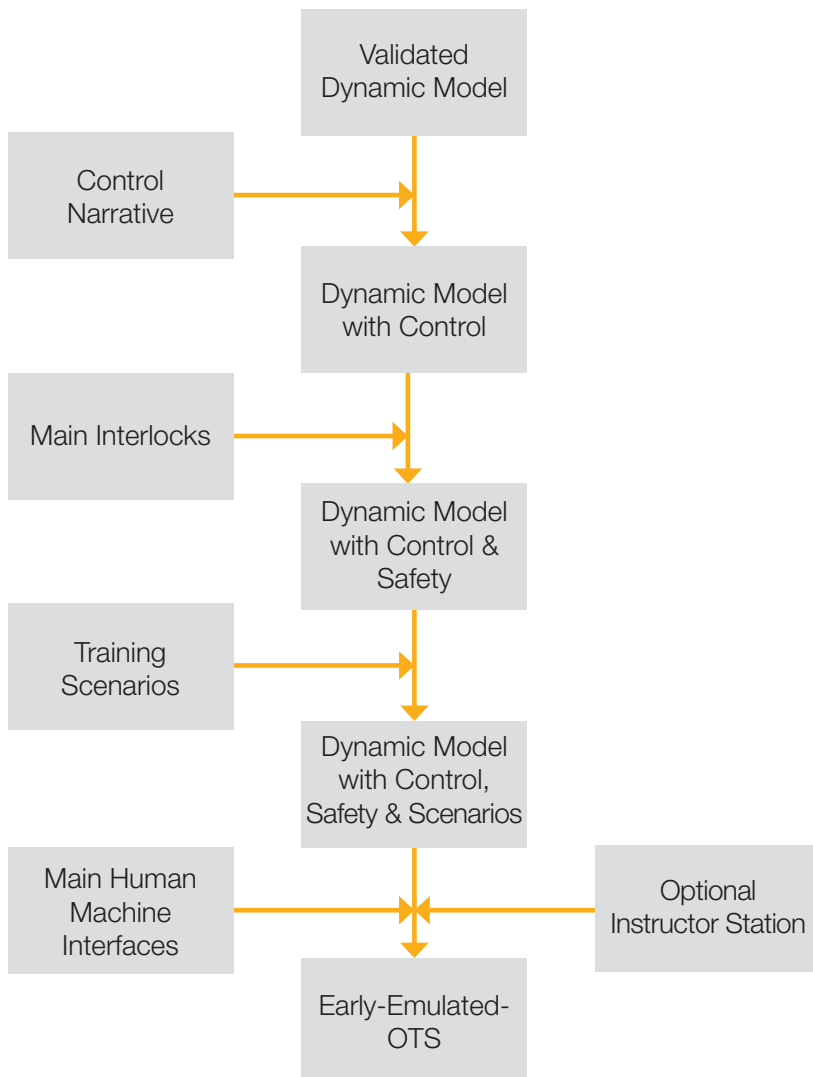 Validated
Dynamic Model
Control
Narrative
Dynamic Model
with Control
Main Interlocks
Dynamic Model
with Control &
Safety
Training
Scenarios
Dynamic Model
with Control,
Safety & Scenarios
Main Human
Machine
Interfaces
Optional
Instructor Station
Early-Emulated-
OTS